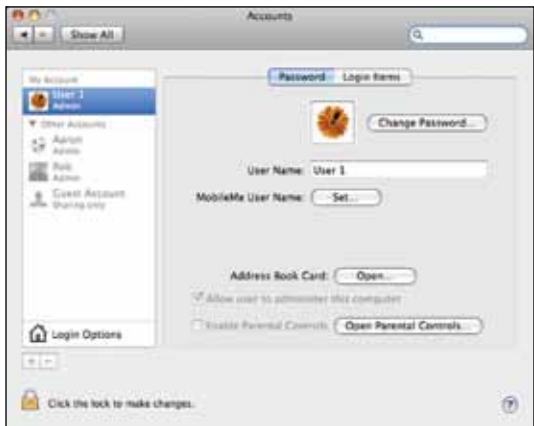 Accounts
Show All
My Account
User 1
Admin
Other Accounts
Aaron
Admin
Rob
Admin
Guest Account
Sharing only
Login Options
Password
Login Items
Change Password...
User Name: User 1
MobileMe User Name: Set...
Address Book Card: Open...
Allow user to administer this computer
Enable Parental Controls Open Parental Controls...
Click the lock to make changes.